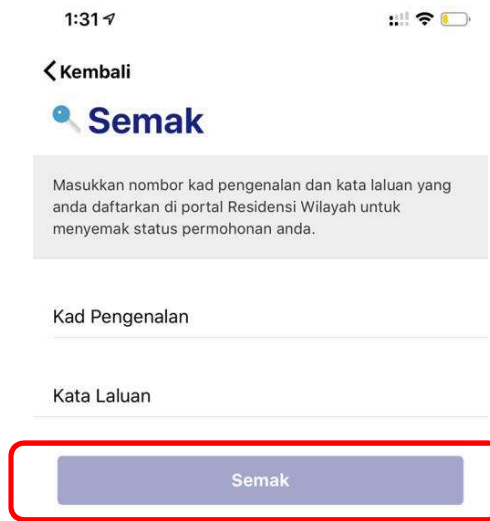 1:31
Kembali
Semak
Masukkan nombor kad pengenalan dan kata laluan yang
anda daftarkan di portal Residensi Wilayah untuk
menyemak status permohonan anda.
Kad Pengenalan
Kata Laluan
Semak